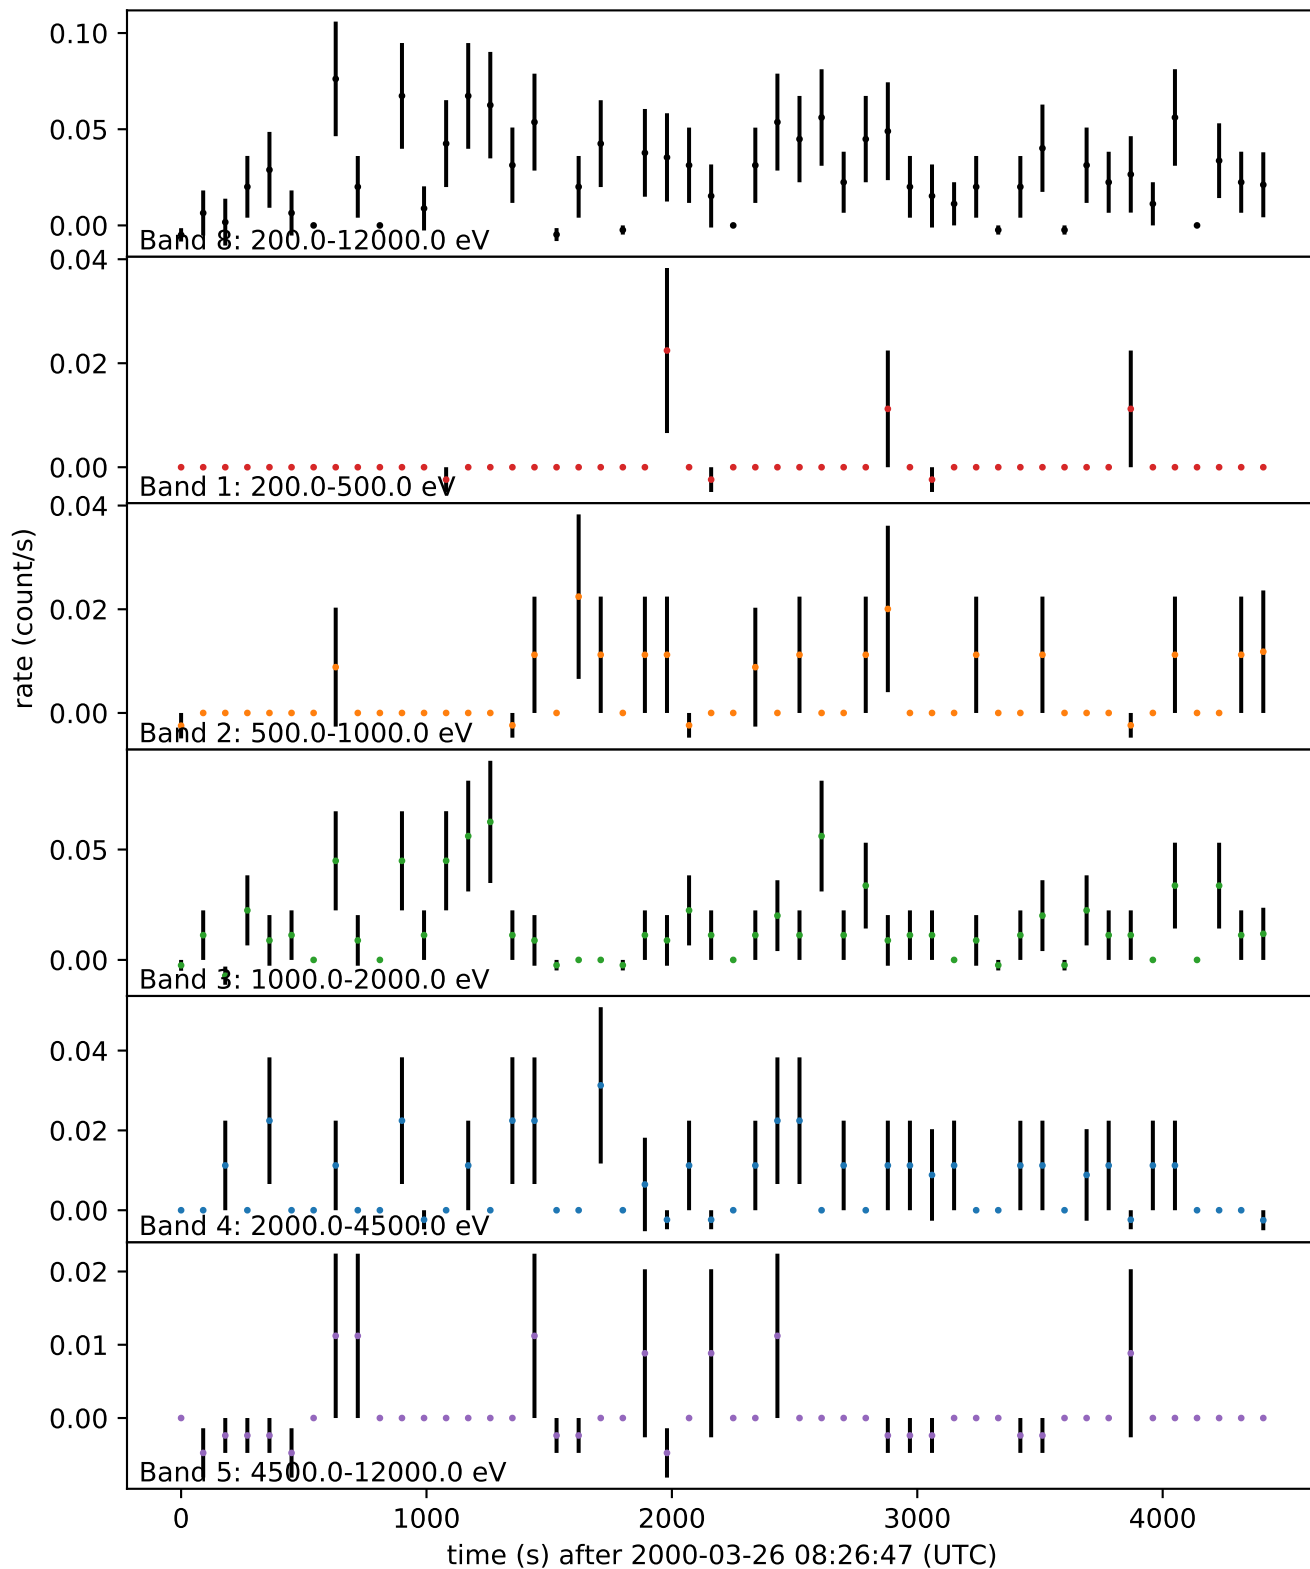 0.10
0.05
0.00
Band 8: 200.0-12000.0 eV
0.04
0.02
0.00
Band 1: 200.0-500.0 eV
0.04
0.02
0.00
Band 2: 500.0-1000.0 eV
rate (count/s)
0.05
0.00
Band 3: 1000.0-2000.0 eV
0.04
0.02
0.00
Band 4: 2000.0-4500.0 eV
0.02
0.01
0.00
Band 5: 4500.0-12000.0 eV
0 1000 2000 3000 4000
time (s) after 2000-03-26 08:26:47 (UTC)